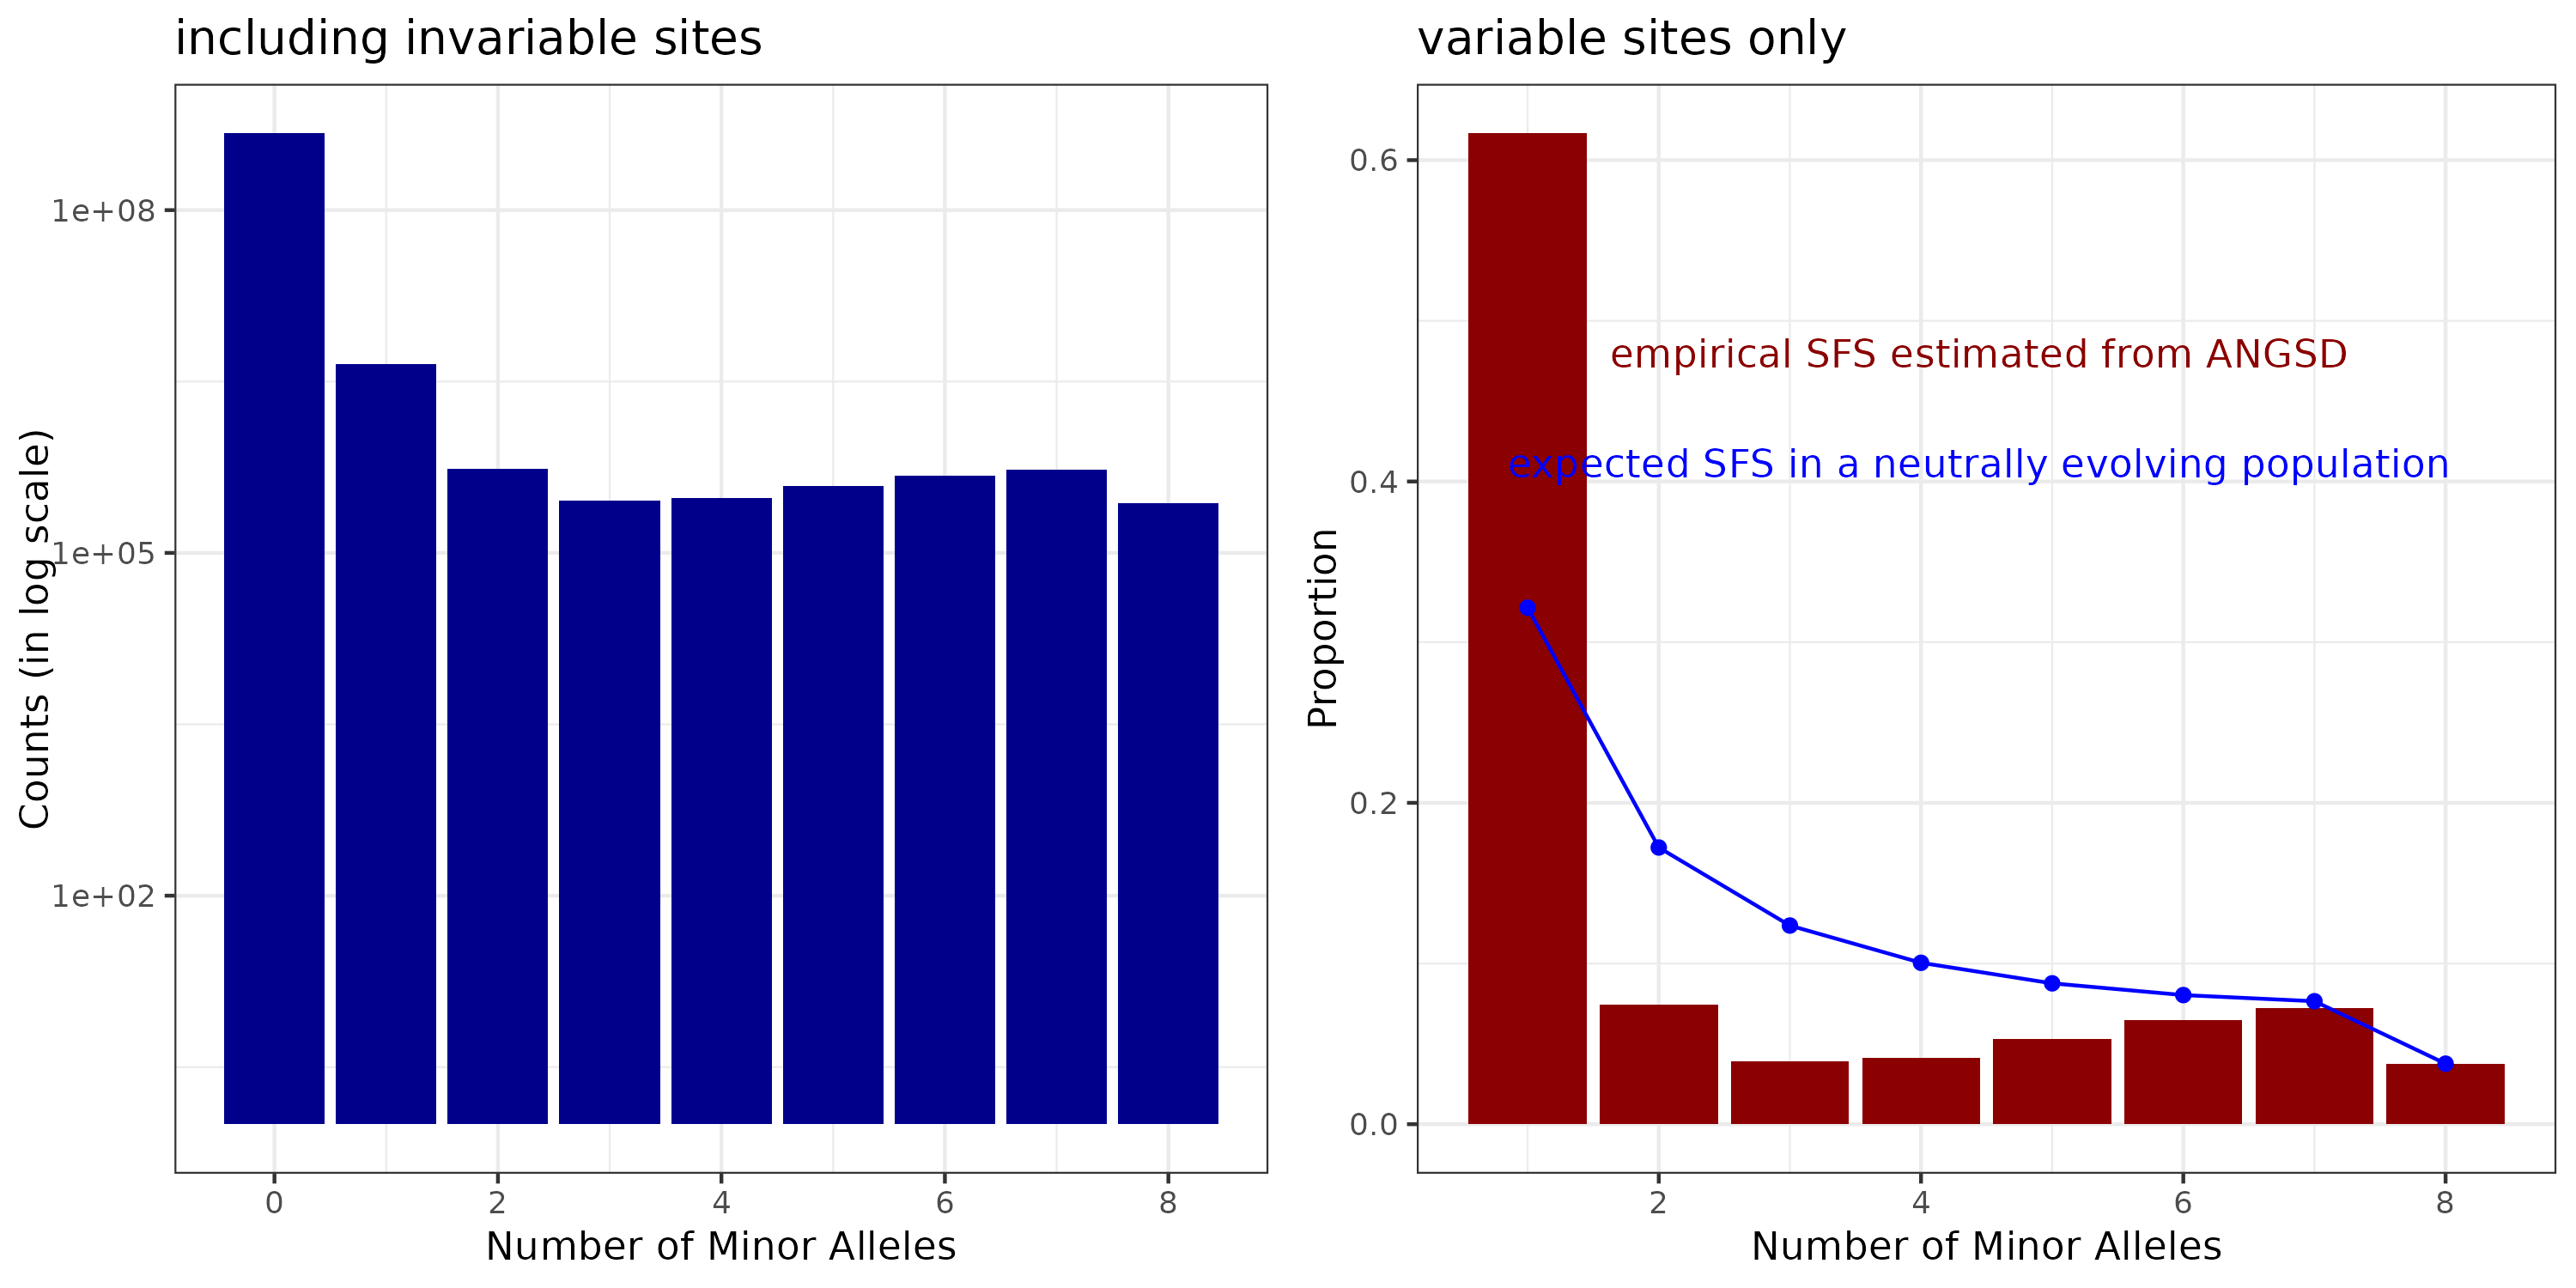 including invariable sites
Counts (in log scale)
1e+08
1e+05
1e+02
0 2 4 6 8
Number of Minor Alleles
variable sites only
Proportion
0.6
0.4
0.2
0.0
empirical SFS estimated from ANGSD
expected SFS in a neutrally evolving population
2 4 6 8
Number of Minor Alleles